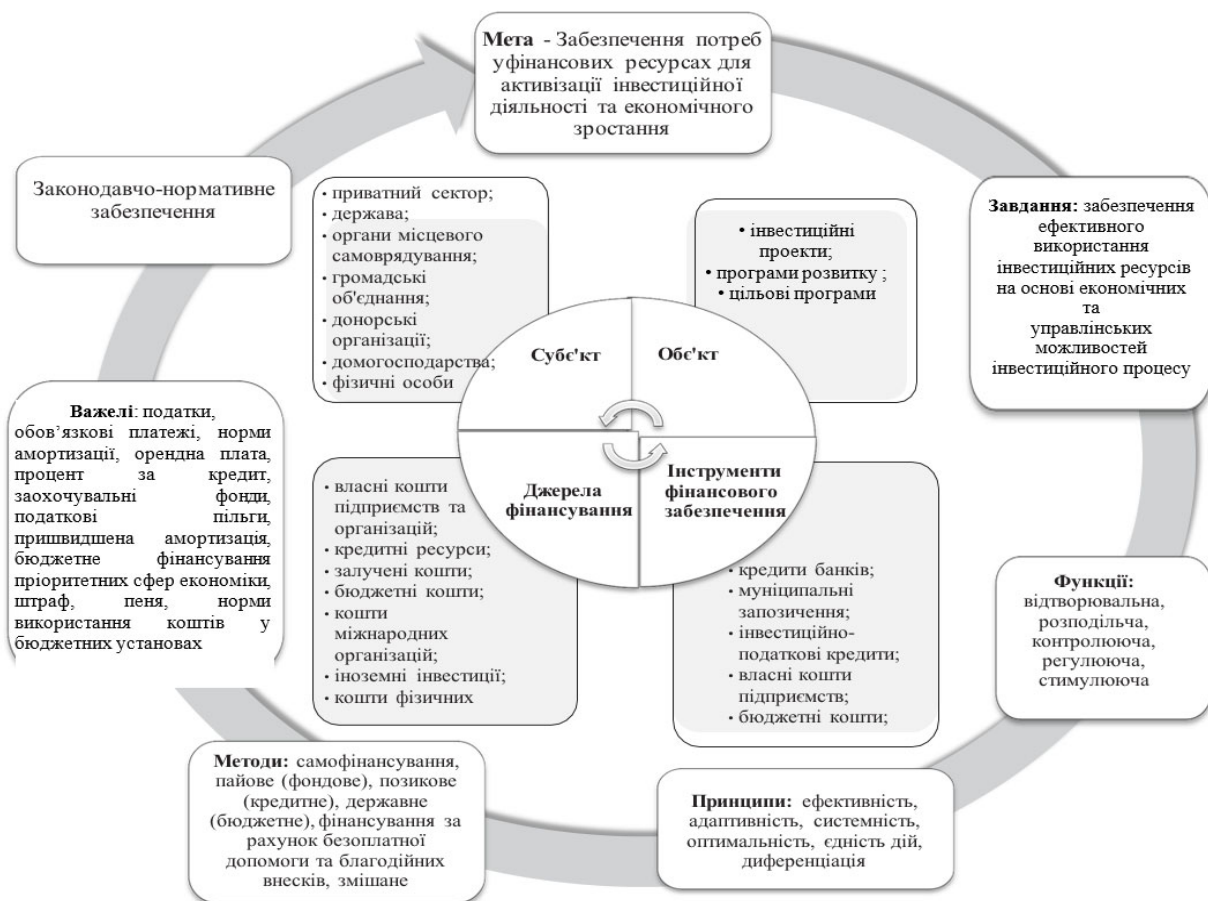 Мета - Забезпечення потреб
уфінансових ресурсах для
активізації інвестиційної
діяльності та економічного
зростання
Законодавчо-нормативне
забезпечення
• приватний сектор;
• держава;
• органи місцевого
самоврядування;
• громадські
об'єднання;
• донорські
організації;
• домогосподарства;
• фізичні особи
• інвестиційні
проекти;
• програми розвитку ;
• цільові програми
Завдання: забезпечення
ефективного
використання
інвестиційних ресурсів
на основі економічних
та
управлінських
можливостей
інвестиційного процесу
Субє'кт
Обє'кт
Важелі: податки,
обов’язкові платежі, норми
амортизації, орендна плата,
процент за кредит,
заохочувальні фонди,
податкові пільги,
пришвидшена амортизація,
бюджетне фінансування
пріоритетних сфер економіки,
штраф, пеня, норми
використання коштів у
бюджетних установах
Джерела
фінансування
Інструменти
фінансового
забезпечення
• власні кошти
підприємств та
організацій;
• кредитні ресурси;
• залучені кошти;
• бюджетні кошти;
• кошти
міжнародних
організацій;
• іноземні інвестиції;
• кошти фізичних
• кредити банків;
• муніципальні
запозичення;
• інвестиційно-
податкові кредити;
• власні кошти
підприємств;
• бюджетні кошти;
Функції:
відтворювальна,
розподільча,
контролююча,
регулююча,
стимулююча
Методи: самофінансування,
пайове (фондове), позикове
(кредитне), державне
(бюджетне), фінансування за
рахунок безоплатної
допомоги та благодійних
внесків, змішане
Принципи: ефективність,
адаптивність, системність,
оптимальність, єдність дій,
диференціація